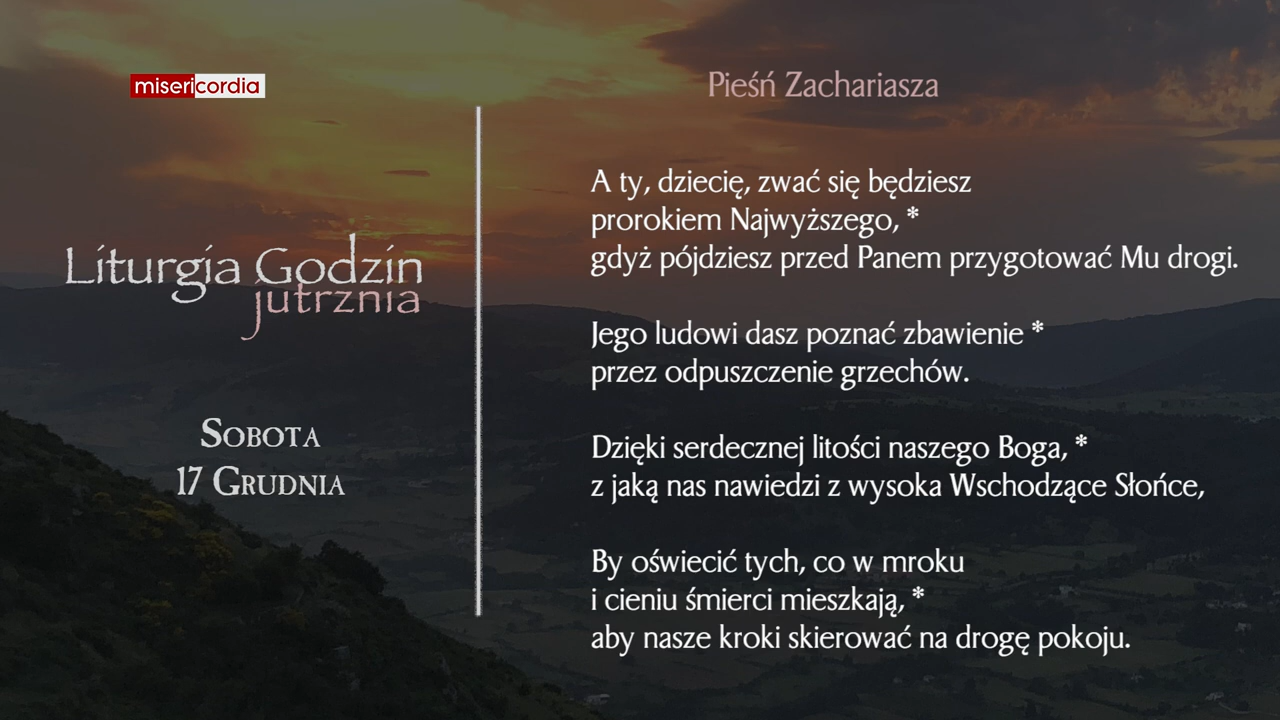 misericordia
Liturgia Godzin
jutrznia
Sobota
17 Grudnia
Pieśń Zachariasza
A ty, dziecię, zwać się będziesz
prorokiem Najwyższego, *
gdyż pójdziesz przed Panem przygotować Mu drogi.
Jego ludowi dasz poznać zbawienie *
przez odpuszczenie grzechów.
Dzięki serdecznej litości naszego Boga, *
z jaką nas nawiedzi z wysoka Wschodzące Słońce,
By oświecić tych, co w mroku
i cieniu śmierci mieszkają, *
aby nasze kroki skierować na drogę pokoju.